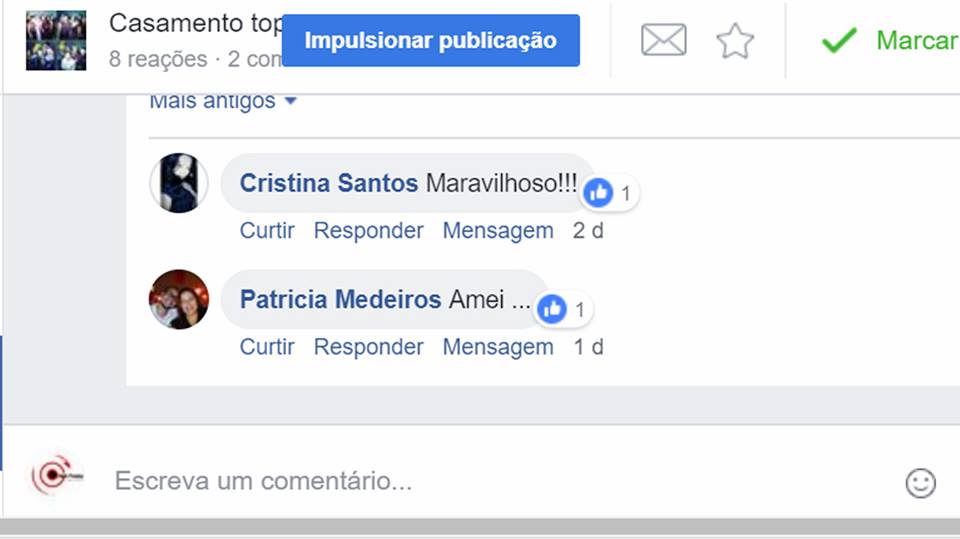 Casamento top
Impulsionar publicação
Marcar
8 reações · 2 com
Mais antigos
Cristina Santos Maravilhoso!!! 1
Curtir Responder Mensagem 2 d
Patricia Medeiros Amei ... 1
Curtir Responder Mensagem 1 d
Escreva um comentário...